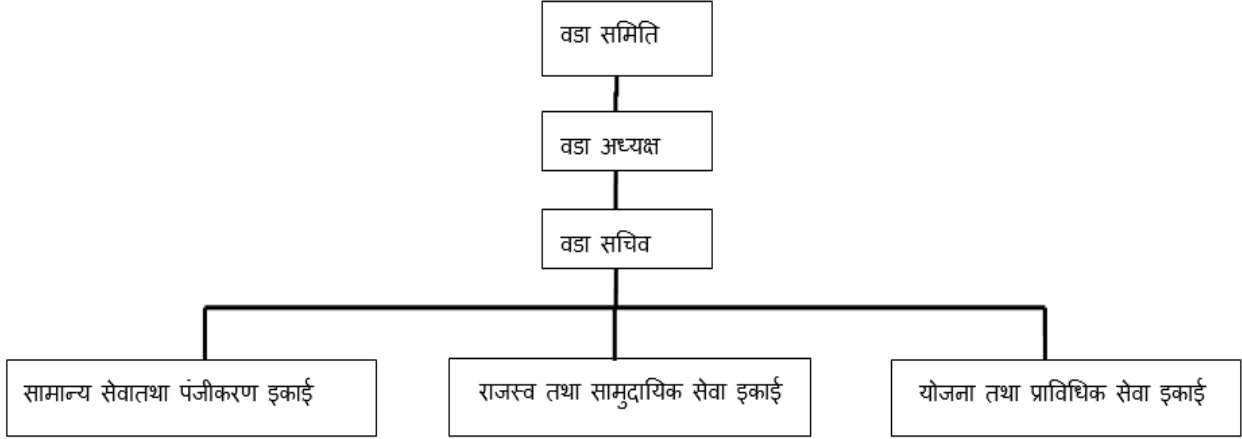 वडा समिति
वडा अध्यक्ष
वडा सचिव
सामान्य सेवातथा पंजीकरण इकाई
राजस्व तथा सामुदायिक सेवा इकाई
योजना तथा प्राविधिक सेवा इकाई